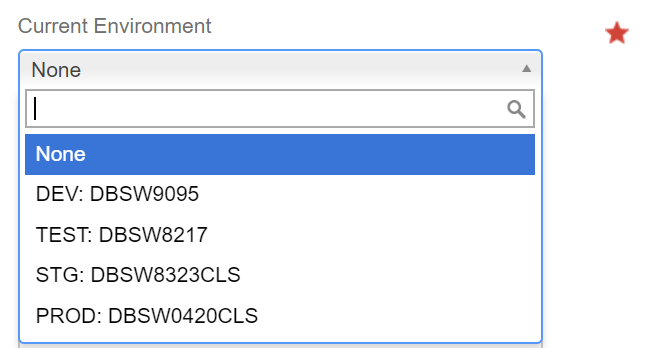 Current Environment
None
None
DEV: DBSW9095
TEST: DBSW8217
STG: DBSW8323CLS
PROD: DBSW0420CLS